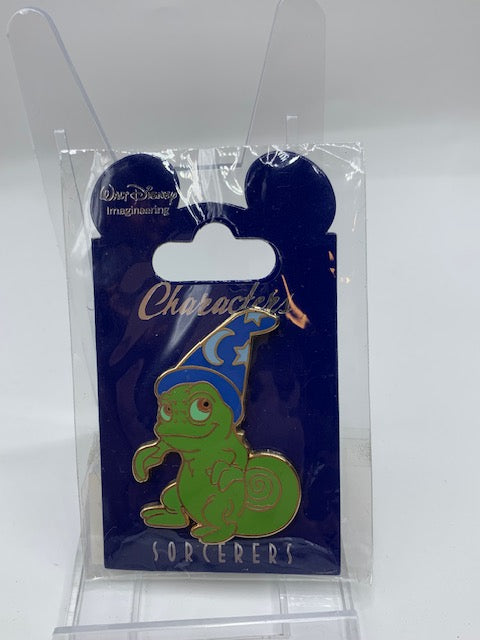 WALT DISNEY
Imagineering
Characters
SORCERERS